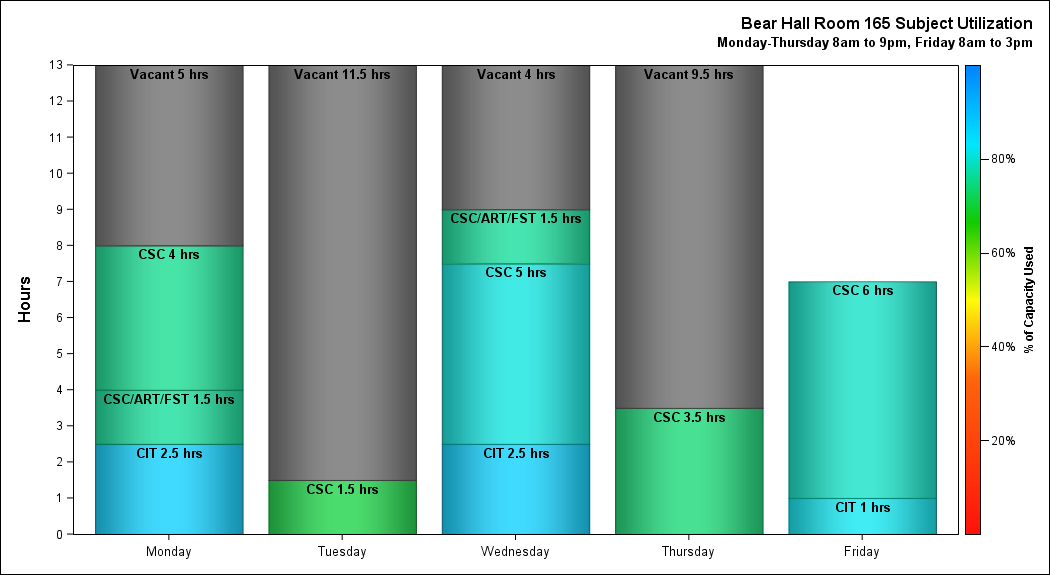 Bear Hall Room 165 Subject Utilization
Monday-Thursday 8am to 9pm, Friday 8am to 3pm
Hours
13
12
11
10
9
8
7
6
5
4
3
2
1
0
Vacant 5 hrs
CSC 4 hrs
CSC/ART/FST 1.5 hrs
CIT 2.5 hrs
Vacant 11.5 hrs
CSC 1.5 hrs
Vacant 4 hrs
CSC/ART/FST 1.5 hrs
CSC 5 hrs
CIT 2.5 hrs
Vacant 9.5 hrs
CSC 3.5 hrs
CSC 6 hrs
CIT 1 hrs
Monday
Tuesday
Wednesday
Thursday
Friday
80%
60%
40%
20%
% of Capacity Used